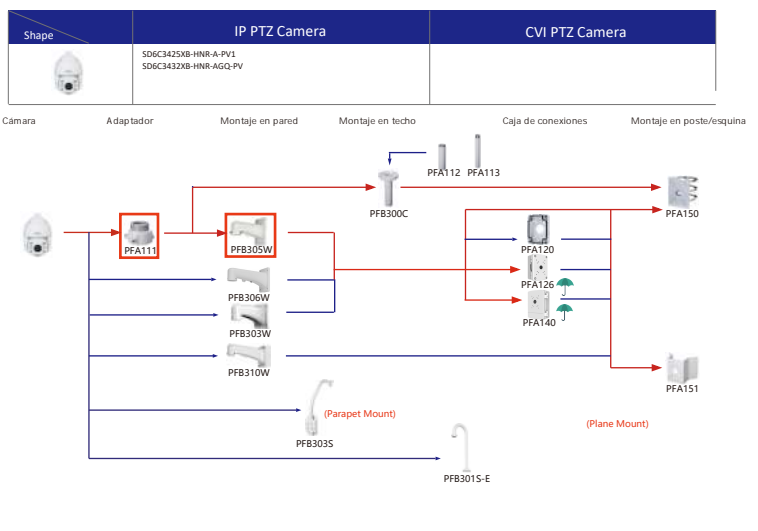 Shape
IP PTZ Camera
CVI PTZ Camera
SD6C3425XB-HNR-A-PV1
SD6C3432XB-HNR-AGQ-PV
Cámara
Adaptador
Montaje en pared
Montaje en techo
Caja de conexiones
Montaje en poste/esquina
PFA112
PFA113
PFB300C
PFA150
PFA111
PFB305W
PFA120
PFA126
PFB306W
PFA140
PFB303W
PFB310W
PFA151
(Parapet Mount)
(Plane Mount)
PFB303S
PFB301S-E